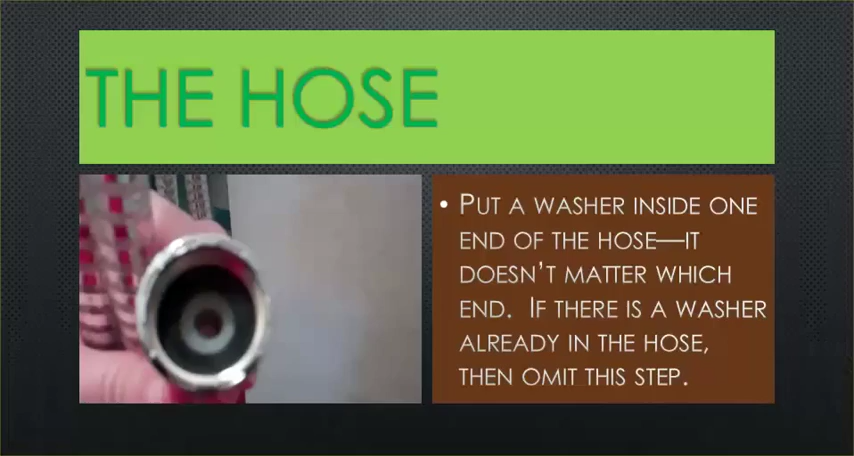 THE HOSE
• PUT A WASHER INSIDE ONE
END OF THE HOSE—IT
DOESN'T MATTER WHICH
END. IF THERE IS A WASHER
ALREADY IN THE HOSE,
THEN OMIT THIS STEP.